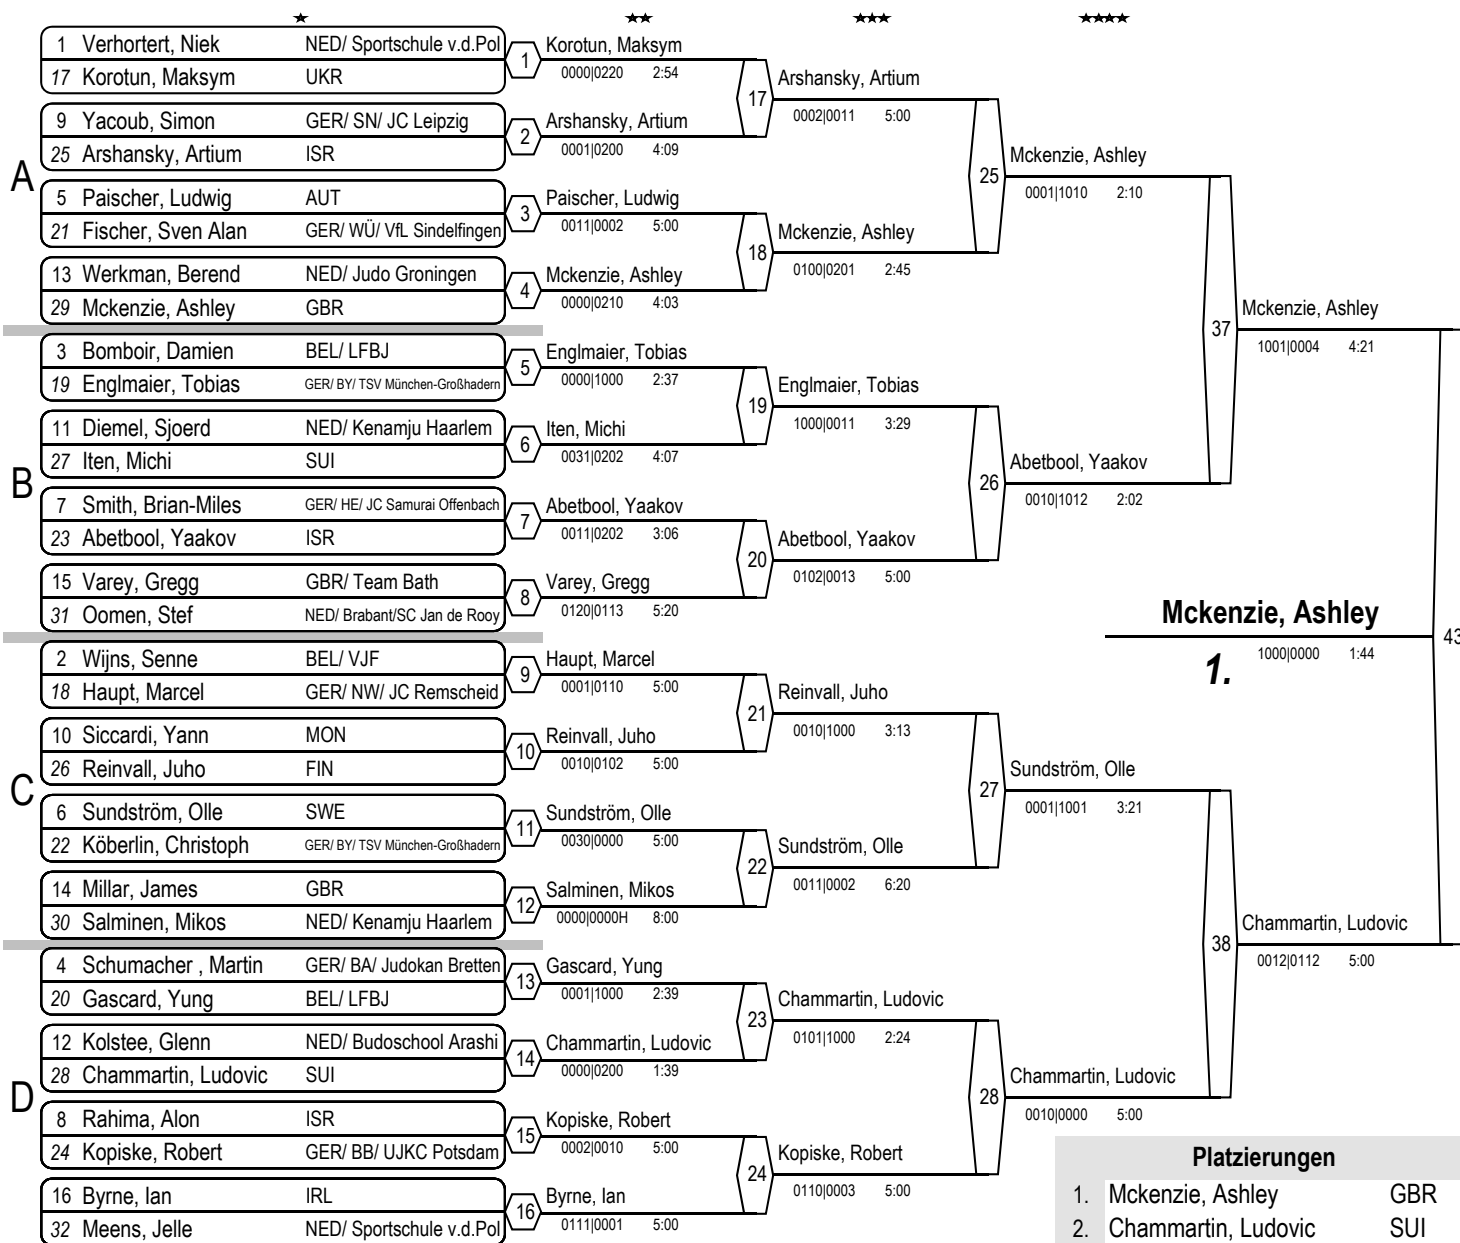 ★ ★★ ★★★ ★★★★
1 Verhortert, Niek NED/ Sportschule v.d.Pol
17 Korotun, Maksym UKR
1 Korotun, Maksym
0000|0220 2:54
9 Yacoub, Simon GER/ SN/ JC Leipzig
25 Arshansky, Artium ISR
2 Arshansky, Artium
0001|0200 4:09
17 Arshansky, Artium
0002|0011 5:00
A
5 Paischer, Ludwig AUT
21 Fischer, Sven Alan GER/ WÜ/ VfL Sindelfingen
3 Paischer, Ludwig
0011|0002 5:00
13 Werkman, Berend NED/ Judo Groningen
29 Mckenzie, Ashley GBR
4 Mckenzie, Ashley
0000|0210 4:03
18 Mckenzie, Ashley
0100|0201 2:45
25 Mckenzie, Ashley
0001|1010 2:10
3 Bomboir, Damien BEL/ LFBJ
19 Englmaier, Tobias GER/ BY/ TSV München-Großhadern
5 Englmaier, Tobias
0000|1000 2:37
11 Diemel, Sjoerd NED/ Kenamju Haarlem
27 Iten, Michi SUI
6 Iten, Michi
0031|0202 4:07
19 Englmaier, Tobias
1000|0011 3:29
B
7 Smith, Brian-Miles GER/ HE/ JC Samurai Offenbach
23 Abetbool, Yaakov ISR
7 Abetbool, Yaakov
0011|0202 3:06
15 Varey, Gregg GBR/ Team Bath
31 Oomen, Stef NED/ Brabant/SC Jan de Rooy
8 Varey, Gregg
0120|0113 5:20
20 Abetbool, Yaakov
0102|0013 5:00
26 Abetbool, Yaakov
0010|1012 2:02
37 Mckenzie, Ashley
1001|0004 4:21
2 Wijns, Senne BEL/ VJF
18 Haupt, Marcel GER/ NW/ JC Remscheid
9 Haupt, Marcel
0001|0110 5:00
10 Siccardi, Yann MON
26 Reinvall, Juho FIN
10 Reinvall, Juho
0010|0102 5:00
21 Reinvall, Juho
0010|1000 3:13
C
6 Sundström, Olle SWE
22 Köberlin, Christoph GER/ BY/ TSV München-Großhadern
11 Sundström, Olle
0030|0000 5:00
14 Millar, James GBR
30 Salminen, Mikos NED/ Kenamju Haarlem
12 Salminen, Mikos
0000|0000H 8:00
22 Sundström, Olle
0011|0002 6:20
27 Sundström, Olle
0001|1001 3:21
4 Schumacher , Martin GER/ BA/ Judokan Bretten
20 Gascard, Yung BEL/ LFBJ
13 Gascard, Yung
0001|1000 2:39
12 Kolstee, Glenn NED/ Budoschool Arashi
28 Chammartin, Ludovic SUI
14 Chammartin, Ludovic
0000|0200 1:39
23 Chammartin, Ludovic
0101|1000 2:24
D
8 Rahima, Alon ISR
24 Kopiske, Robert GER/ BB/ UJKC Potsdam
15 Kopiske, Robert
0002|0010 5:00
16 Byrne, Ian IRL
32 Meens, Jelle NED/ Sportschule v.d.Pol
16 Byrne, Ian
0111|0001 5:00
24 Kopiske, Robert
0110|0003 5:00
28 Chammartin, Ludovic
0010|0000 5:00
38 Chammartin, Ludovic
0012|0112 5:00
Mckenzie, Ashley 43
1. 1000|0000 1:44
Platzierungen
1. Mckenzie, Ashley GBR
2. Chammartin, Ludovic SUI